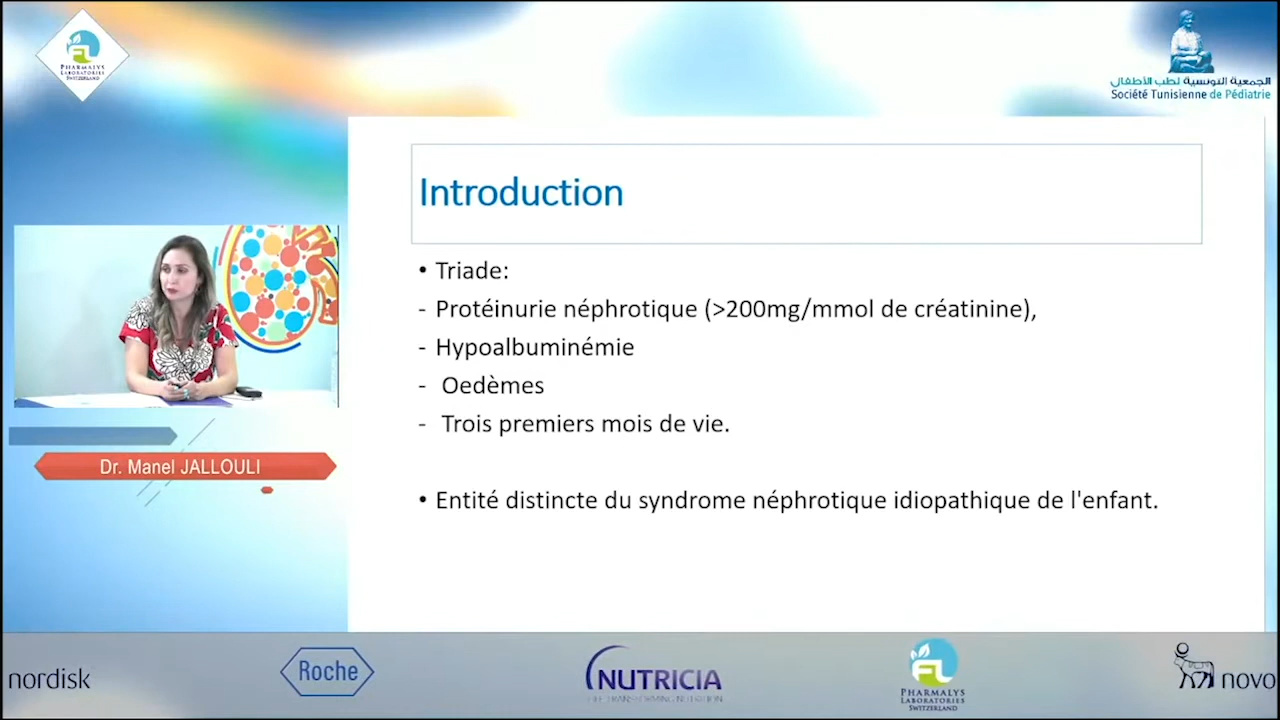 PHARMALYS
LABORATORIES
SWITZERLAND
الجمعية التونسية لطب الأطفال
Société Tunisienne de Pédiatrie
Introduction
• Triade:
- Protéinurie néphrotique (>200mg/mmol de créatinine),
- Hypoalbuminémie
- Oedèmes
- Trois premiers mois de vie.
• Entité distincte du syndrome néphrotique idiopathique de l'enfant.
Dr. Manel JALLOULI
nordisk
Roche
NUTRICIA
PHARMALYS
LABORATORIES
SWITZERLAND
novo